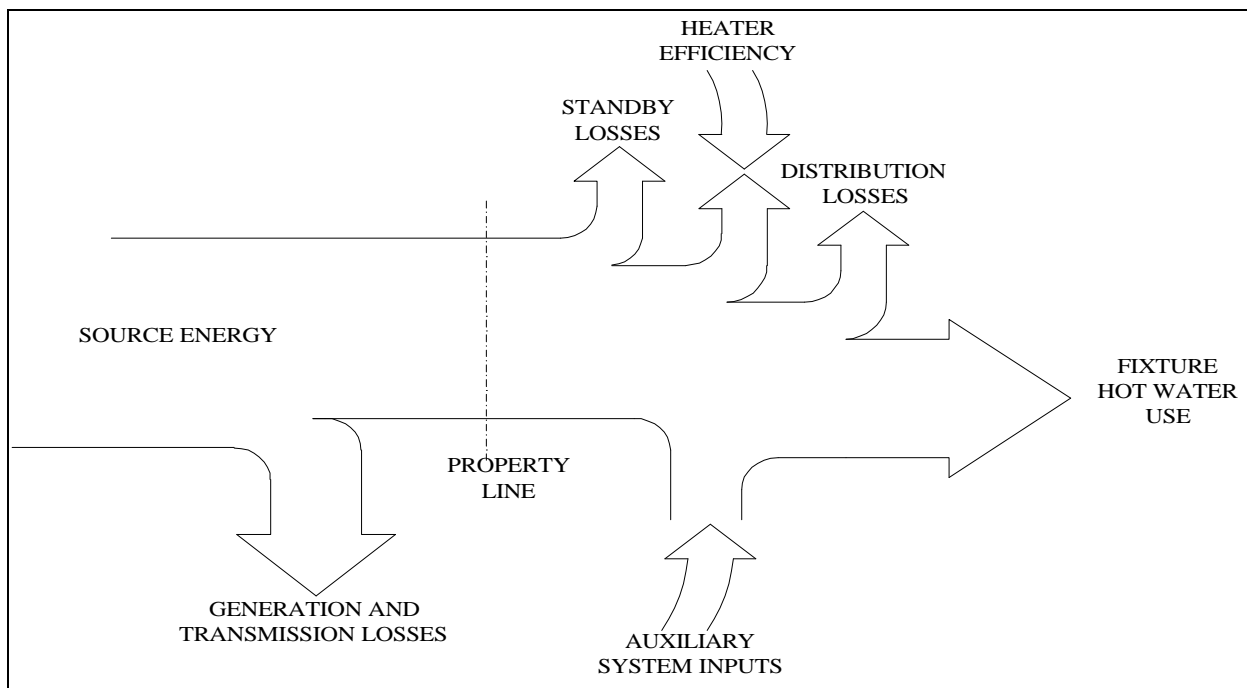 HEATER
EFFICIENCY
STANDBY
LOSSES
DISTRIBUTION
LOSSES
SOURCE ENERGY
FIXTURE
HOT WATER
USE
PROPERTY
LINE
GENERATION AND
TRANSMISSION LOSSES
AUXILIARY
SYSTEM INPUTS